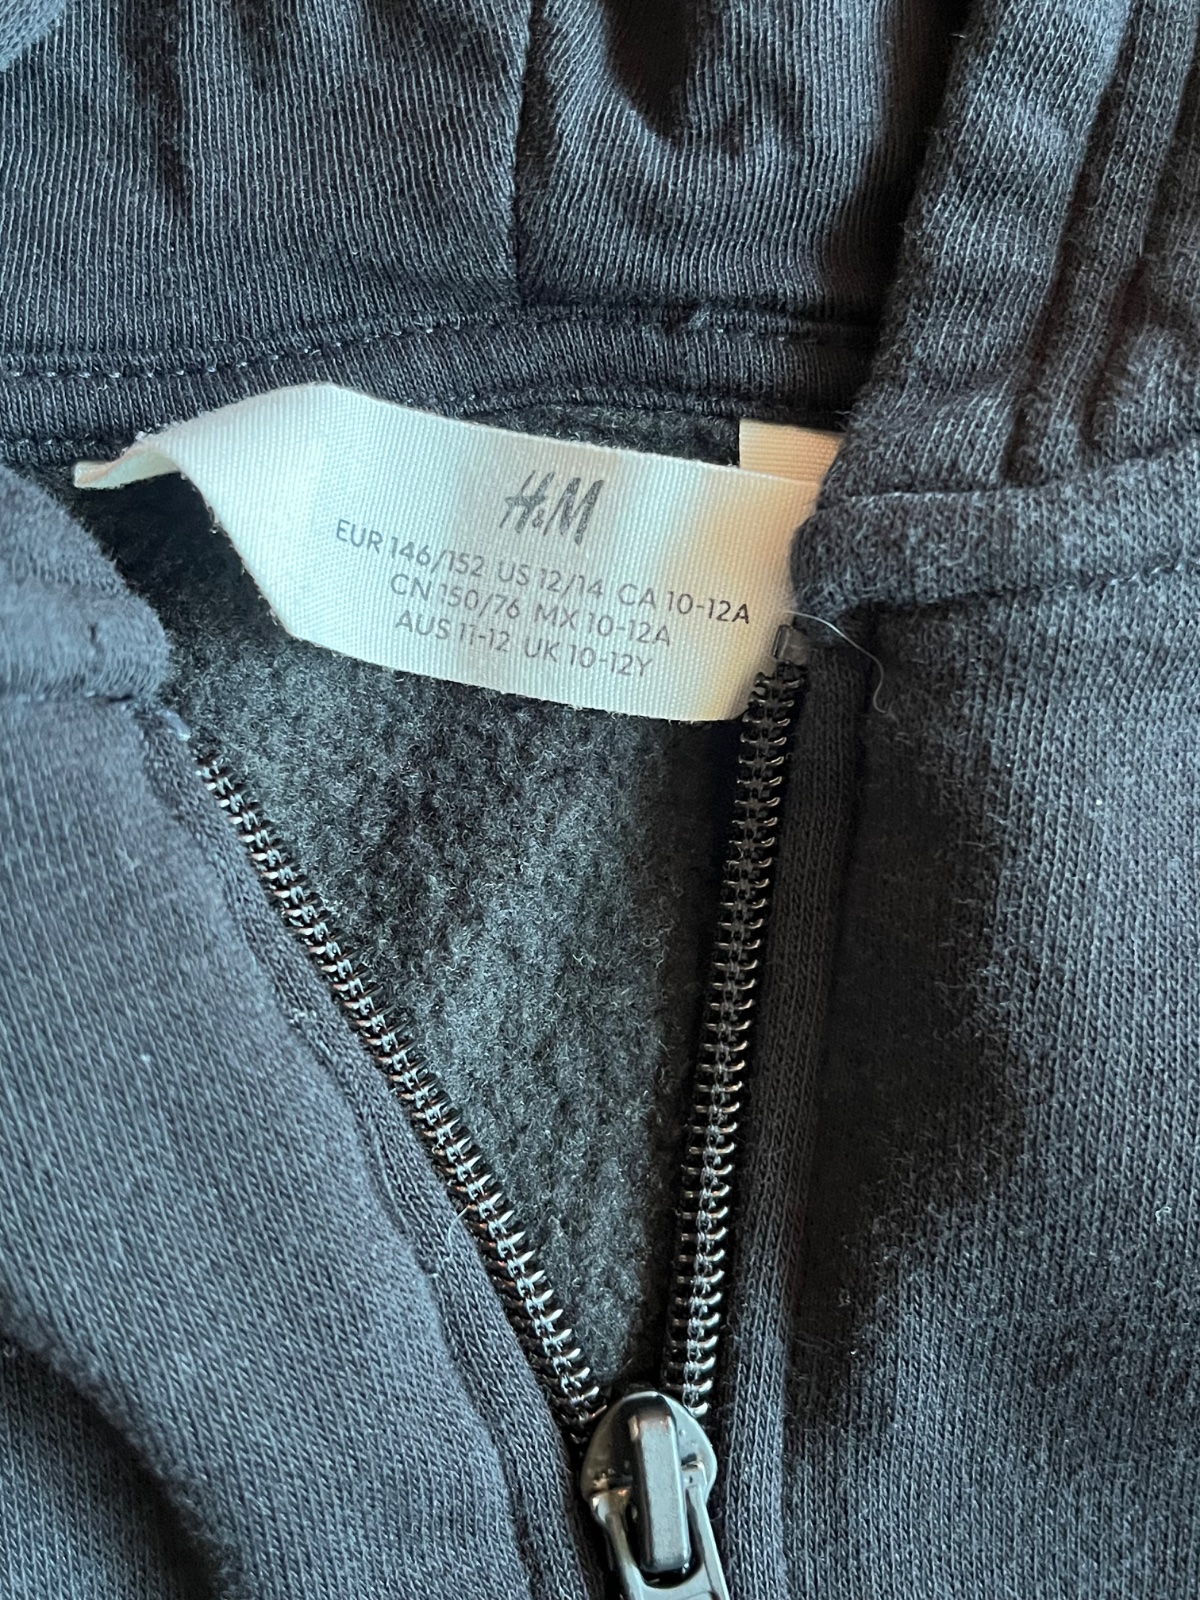 H&M
EUR 146/152 US 12/14 CA 10-12A
CN 150/76 MX 10-12A
AUS 11-12 UK 10-12Y